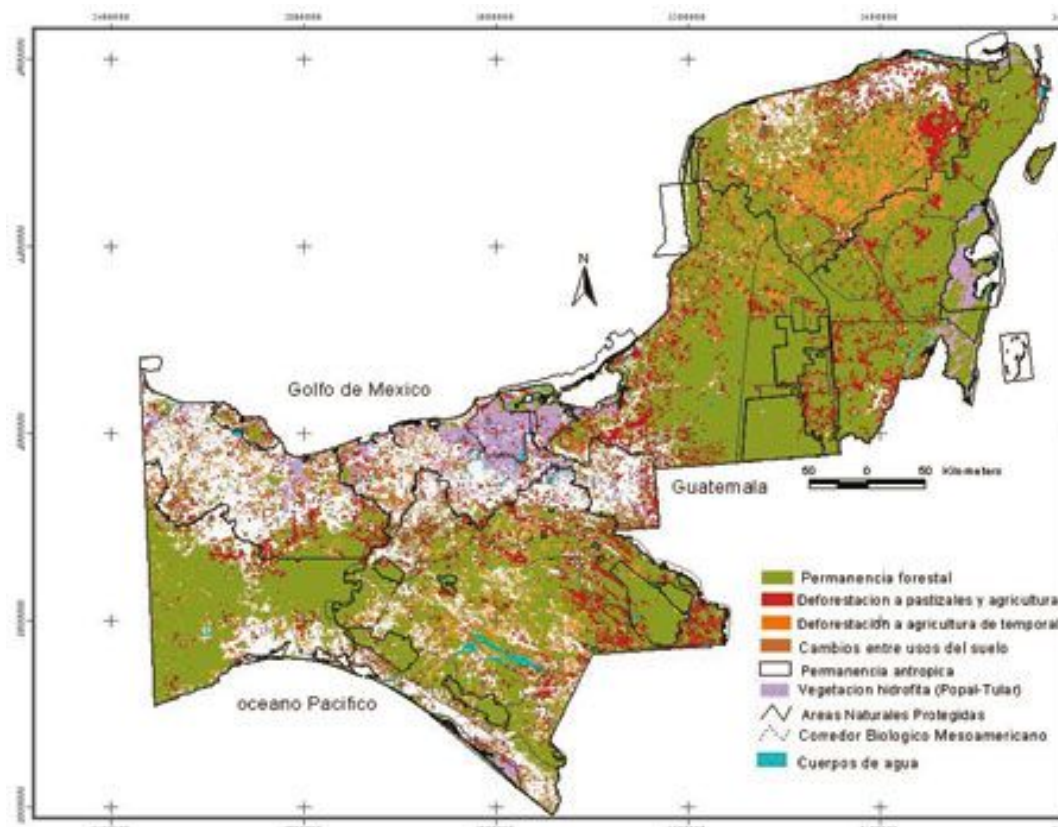 N
Golfo de Mexico
Guatemala
50 0 50 Kilometers
oceano Pacifico
Permanencia forestal
Deforestacion a pastizales y agricultura
Deforestación a agricultura de temporal
Cambios entre usos del suelo
Permanencia antropica
Vegetacion hidrofita (Popal-Tular)
Areas Naturales Protegidas
Corredor Biologico Mesoamericano
Cuerpos de agua